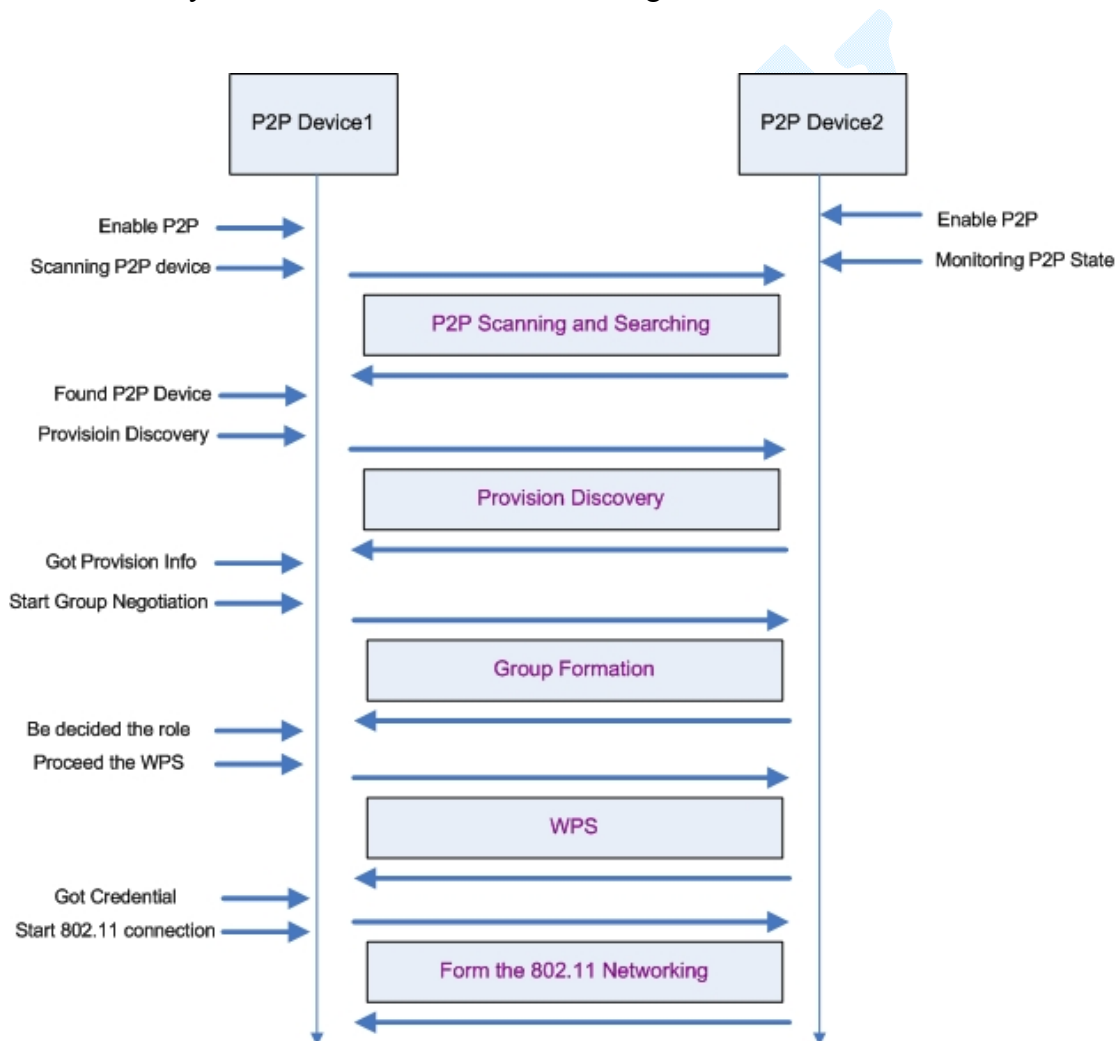 P2P Device1
P2P Device2
Enable P2P
Enable P2P
Scanning P2P device
Monitoring P2P State
P2P Scanning and Searching
Found P2P Device
Provisioin Discovery
Provision Discovery
Got Provision Info
Start Group Negotiation
Group Formation
Be decided the role
Proceed the WPS
WPS
Got Credential
Start 802.11 connection
Form the 802.11 Networking